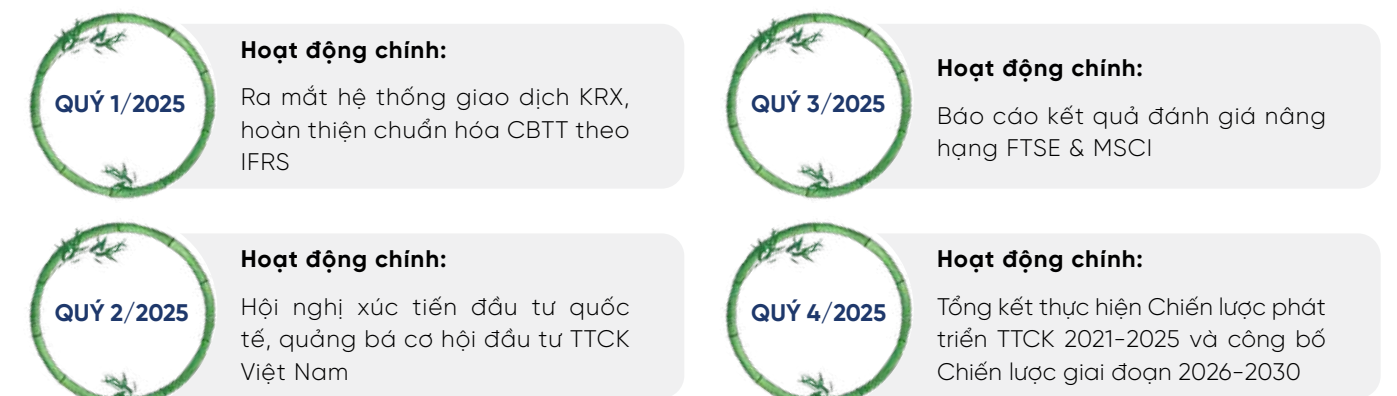 QUÝ 1/2025
Hoạt động chính:
Ra mắt hệ thống giao dịch KRX,
hoàn thiện chuẩn hóa CBTT theo
IFRS
QUÝ 2/2025
Hoạt động chính:
Hội nghị xúc tiến đầu tư quốc
tế, quảng bá cơ hội đầu tư TTCK
Việt Nam
QUÝ 3/2025
Hoạt động chính:
Báo cáo kết quả đánh giá nâng
hạng FTSE & MSCI
QUÝ 4/2025
Hoạt động chính:
Tổng kết thực hiện Chiến lược phát
triển TTCK 2021-2025 và công bố
Chiến lược giai đoạn 2026-2030